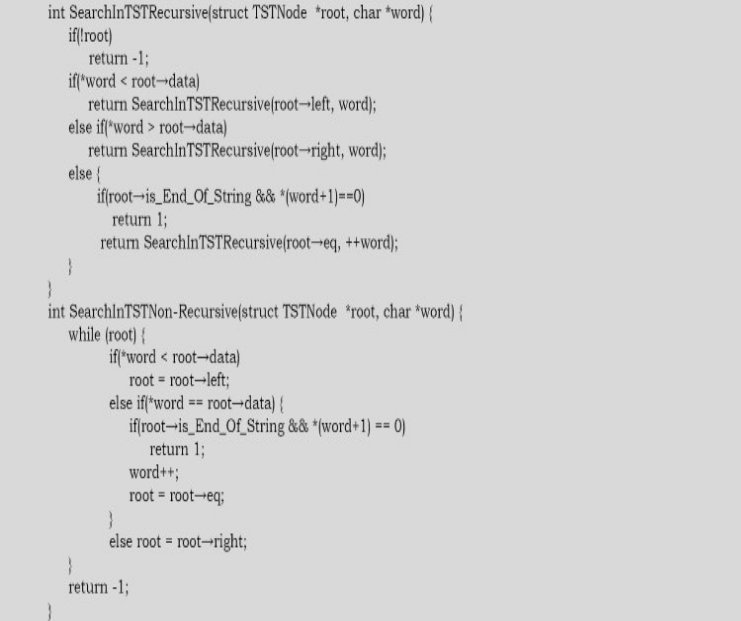 int SearchInTSTRecursive(struct TSTNode *root, char *word) {
if(!root)
return -1;
if(*word < root→data)
return SearchInTSTRecursive(root→left, word);
else if(*word > root→data)
return SearchInTSTRecursive(root→right, word);
else {
if(root→is_End_Of_String && *(word+1)==0)
return 1;
return SearchInTSTRecursive(root→eq, ++word);
}
}
int SearchInTSTNon-Recursive(struct TSTNode *root, char *word) {
while (root) {
if(*word < root→data)
root = root→left;
else if(*word == root→data) {
if(root→is_End_Of_String && *(word+1) == 0)
return 1;
word++;
root = root→eq;
}
else root = root→right;
}
return -1;
}